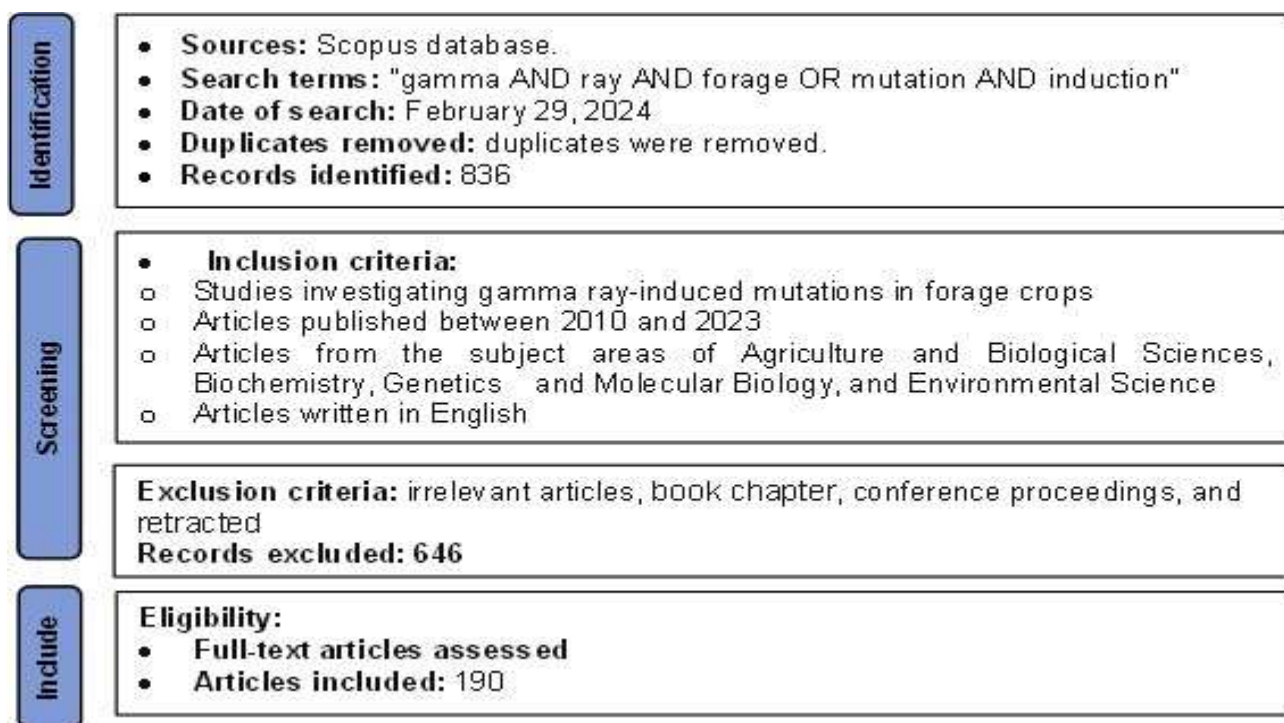 Identification
• Sources: Scopus database.
• Search terms: "gamma AND ray AND forage OR mutation AND induction"
• Date of search: February 29, 2024
• Duplicates removed: duplicates were removed.
• Records identified: 836
Screening
• Inclusion criteria:
o Studies investigating gamma ray-induced mutations in forage crops
o Articles published between 2010 and 2023
o Articles from the subject areas of Agriculture and Biological Sciences,
Biochemistry, Genetics and Molecular Biology, and Environmental Science
o Articles written in English
Exclusion criteria: irrelevant articles, book chapter, conference proceedings, and
retracted
Records excluded: 646
Include
Eligibility:
• Full-text articles assessed
• Articles included: 190